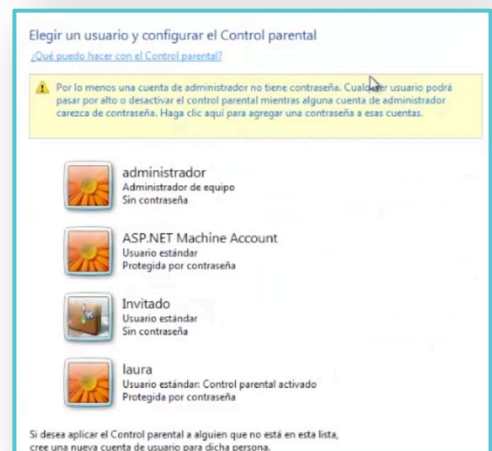 Elegir un usuario y configurar el Control parental
¿Qué puedo hacer con el Control parental?
Por lo menos una cuenta de administrador no tiene contraseña. Cualquier usuario podrá
pasar por alto o desactivar el control parental mientras alguna cuenta de administrador
carezca de contraseña. Haga clic aquí para agregar una contraseña a esas cuentas.
administrador
Administrador de equipo
Sin contraseña
ASP.NET Machine Account
Usuario estándar
Protegida por contraseña
Invitado
Usuario estándar
Sin contraseña
laura
Usuario estándar: Control parental activado
Protegida por contraseña
Si desea aplicar el Control parental a alguien que no está en esta lista,
cree una nueva cuenta de usuario para dicha persona.